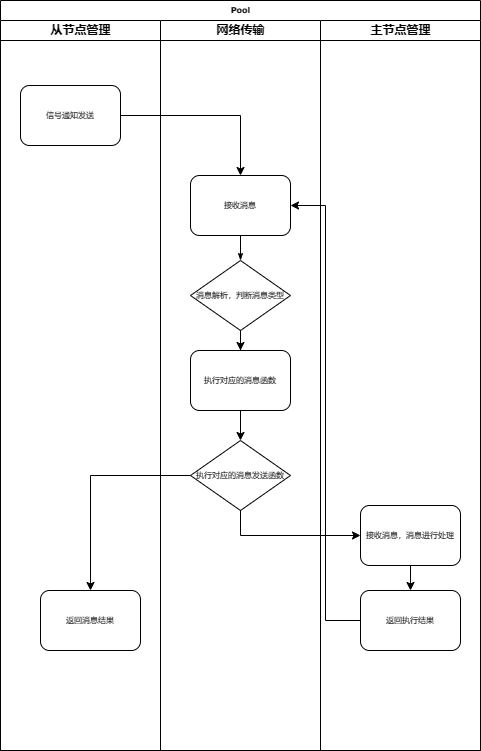 Pool
从节点管理
网络传输
主节点管理
信号通知发送
接收消息
消息解析，判断消息类型
执行对应的消息函数
执行对应的消息发送函数
接收消息，消息进行处理
返回消息结果
返回执行结果